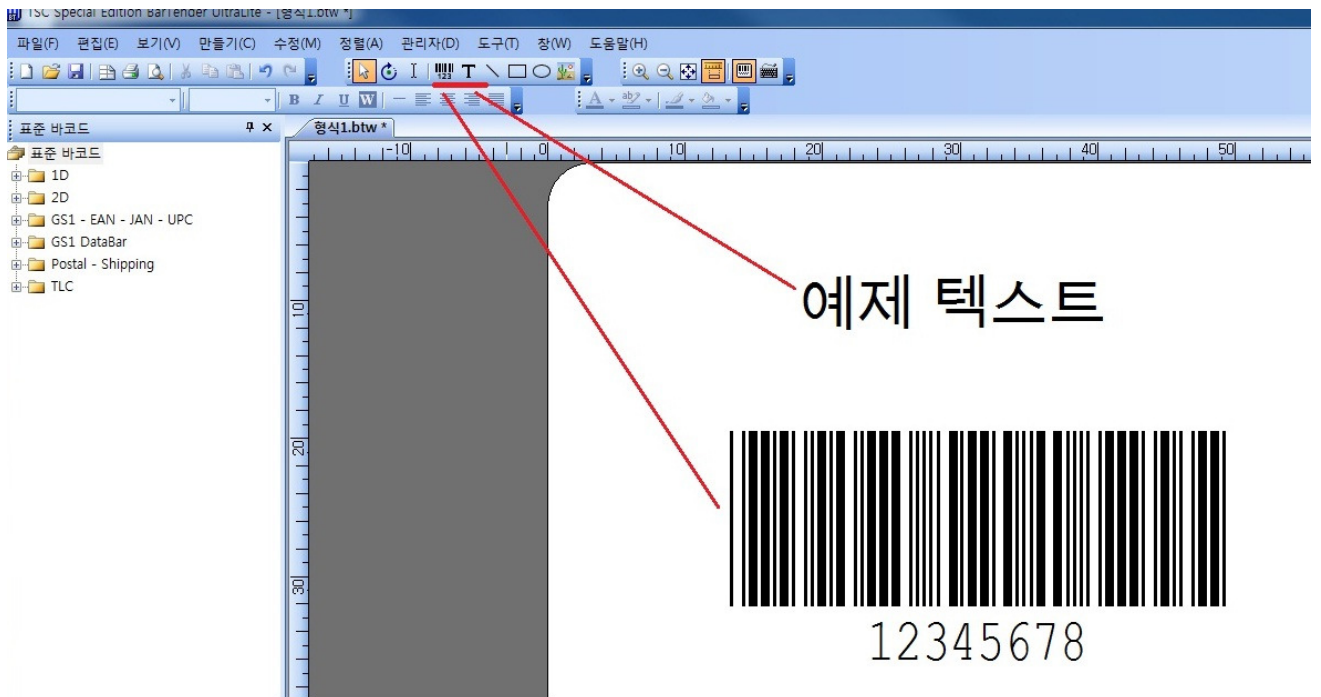 TSC Special Edition BarTender UltraLite - [형식1.btw *]
파일(F) 편집(E) 보기(V) 만들기(C) 수정(M) 정렬(A) 관리자(D) 도구(T) 창(W) 도움말(H)
123 T
B I U W A ab
표준 바코드
형식1.btw *
표준 바코드
-10 0 10 20 30 40 50
1D
2D
GS1 - EAN - JAN - UPC
GS1 DataBar
Postal - Shipping
TLC
10
20
30
예제 텍스트
12345678